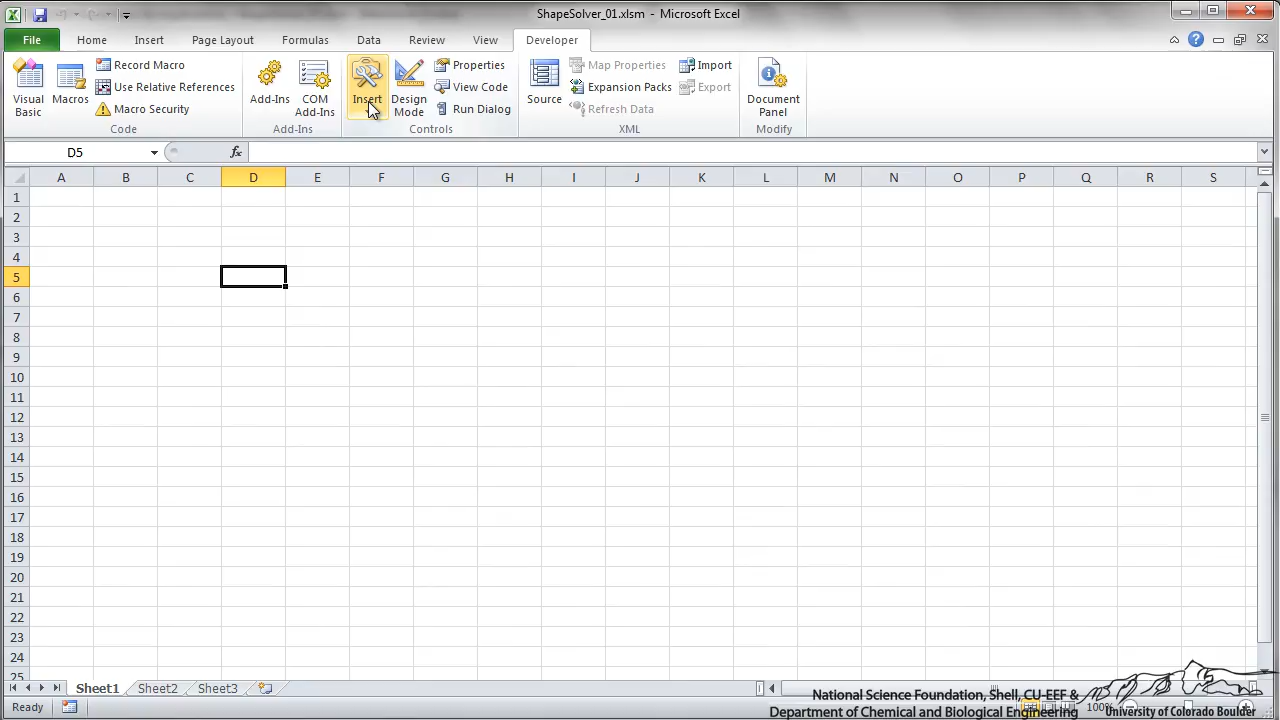 ShapeSolver_01.xlsm - Microsoft Excel
File Home Insert Page Layout Formulas Data Review View Developer
Visual Basic
Macros
Record Macro
Use Relative References
Macro Security
Code
Add-Ins
COM Add-Ins
Add-Ins
Insert
Design Mode
Properties
View Code
Run Dialog
Controls
Source
Map Properties
Expansion Packs
Refresh Data
Import
Export
XML
Document Panel
Modify
D5
fx
A B C D E F G H I J K L M N O P Q R S
1
2
3
4
5
6
7
8
9
10
11
12
13
14
15
16
17
18
19
20
21
22
23
24
25
Sheet1 Sheet2 Sheet3
Ready
100%
National Science Foundation, Shell, CU-EEF &
Department of Chemical and Biological Engineering
University of Colorado Boulder